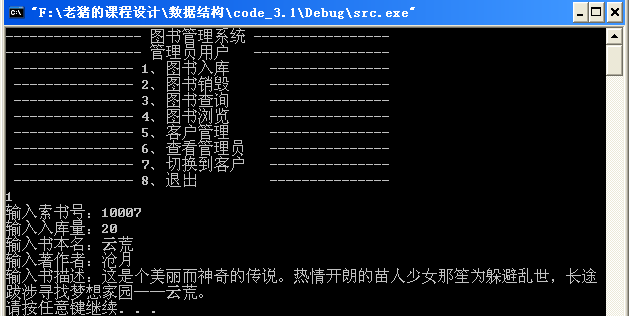 "F:\老猪的课程设计\数据结构\code_3.1\Debug\src.exe"
----------------- 图书管理系统 -----------------
----------------- 管理员用户   -----------------
--------------- 1、图书入库     ---------------
--------------- 2、图书销毁     ---------------
--------------- 3、图书查询     ---------------
--------------- 4、图书浏览     ---------------
--------------- 5、客户管理     ---------------
--------------- 6、查看管理员   ---------------
--------------- 7、切换到客户   ---------------
--------------- 8、退出         ---------------
1
输入索书号：10007
输入入库量：20
输入书本名：云荒
输入著作者：沧月
输入书描述：这是个美丽而神奇的传说。热情开朗的苗人少女那笙为躲避乱世，长途
跋涉寻找梦想家园——云荒。
请按任意键继续. . .